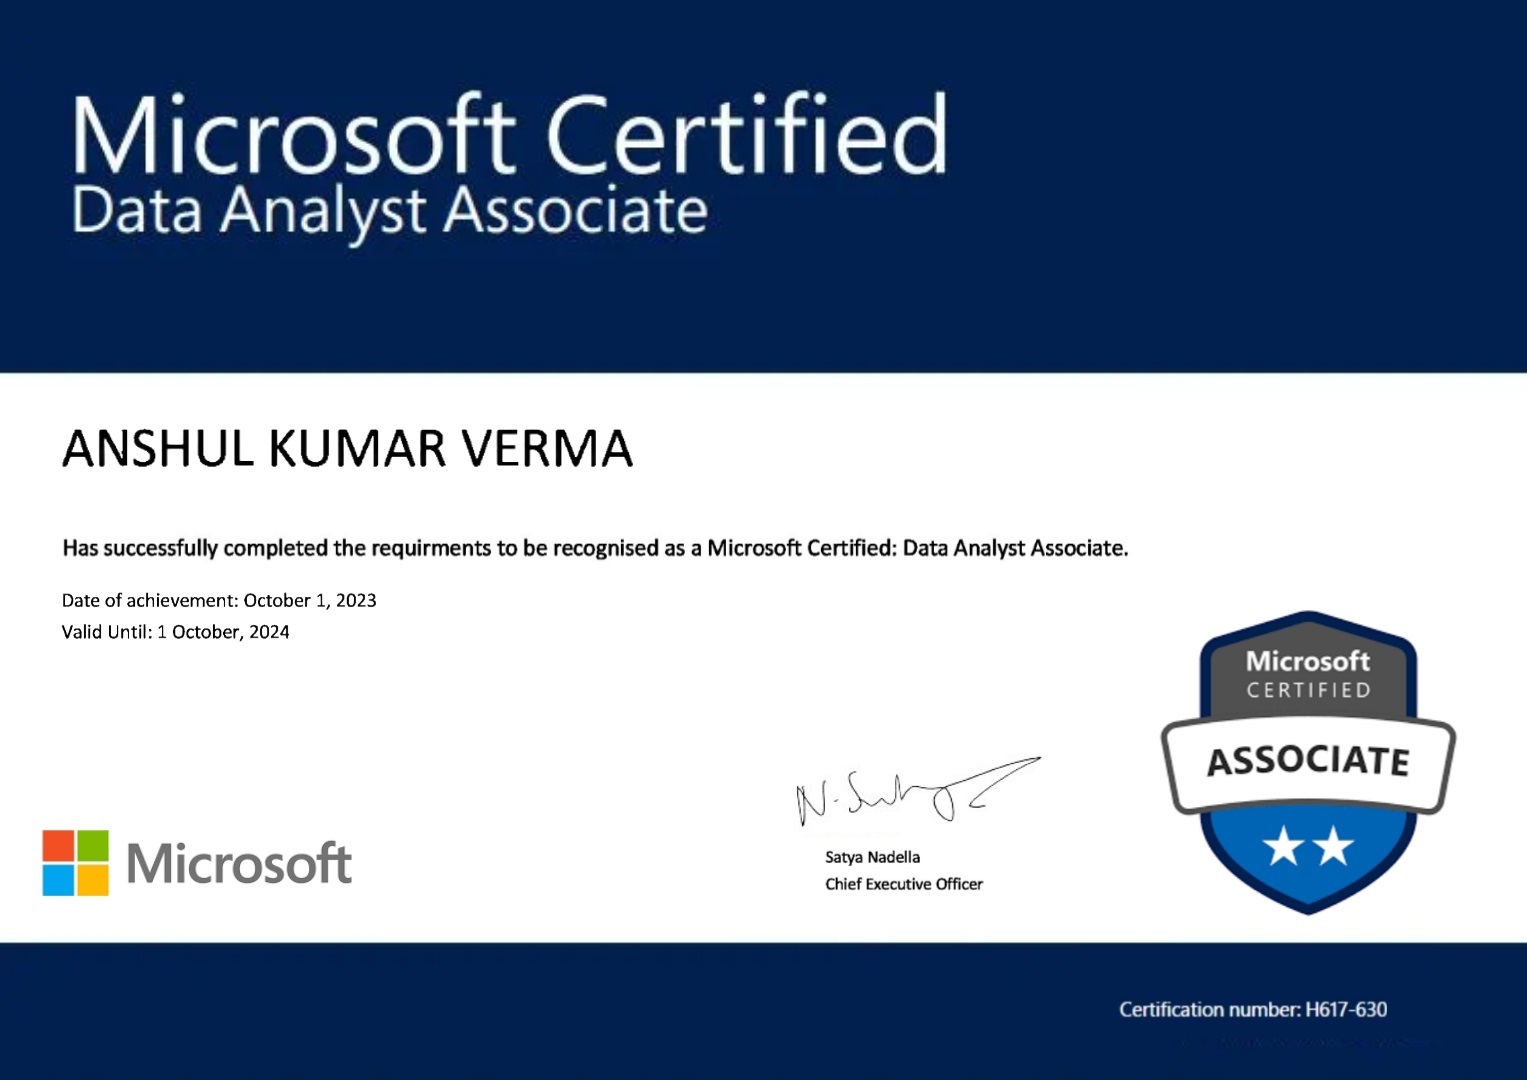 Microsoft Certified
Data Analyst Associate
ANSHUL KUMAR VERMA
Has successfully completed the requirments to be recognised as a Microsoft Certified: Data Analyst Associate.
Date of achievement: October 1, 2023
Valid Until: 1 October, 2024
Microsoft
CERTIFIED
ASSOCIATE
N. Satya
Satya Nadella
Chief Executive Officer
Microsoft
Certification number: H617-630